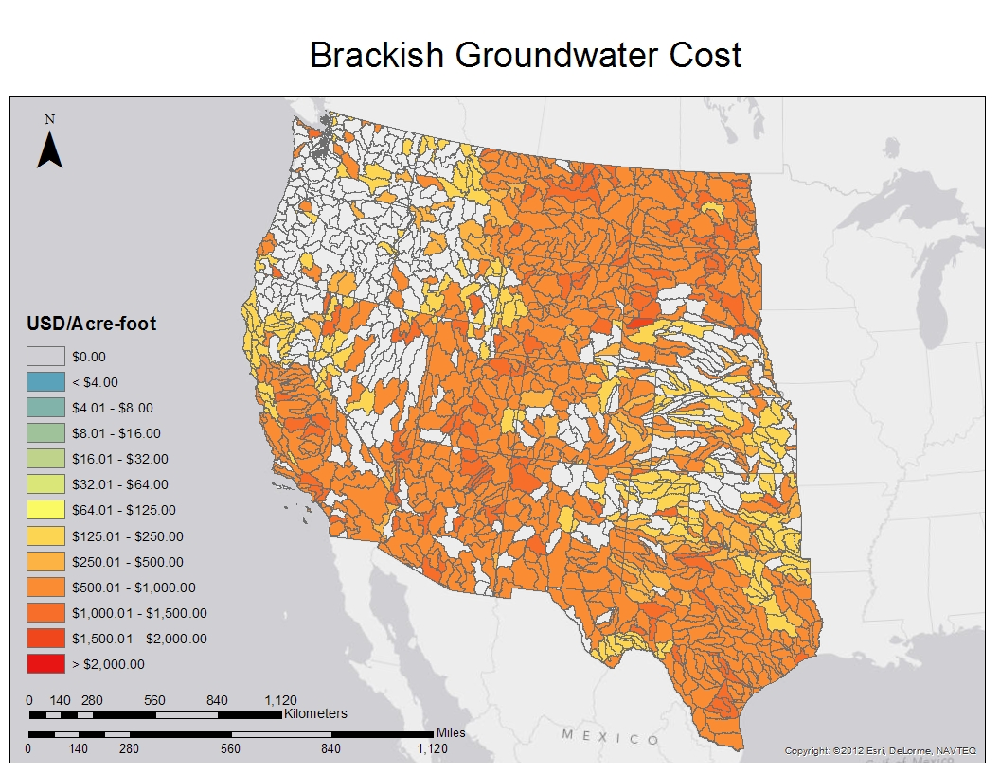 Brackish Groundwater Cost
N
USD/Acre-foot
$0.00
< $4.00
$4.01 - $8.00
$8.01 - $16.00
$16.01 - $32.00
$32.01 - $64.00
$64.01 - $125.00
$125.01 - $250.00
$250.01 - $500.00
$500.01 - $1,000.00
$1,000.01 - $1,500.00
$1,500.01 - $2,000.00
> $2,000.00
0 140 280 560 840 1,120
Kilometers
Miles
0 140 280 560 840 1,120
MEXICO
Copyright: ©2012 Esri, DeLorme, NAVTEQ
Gulf of Mexico